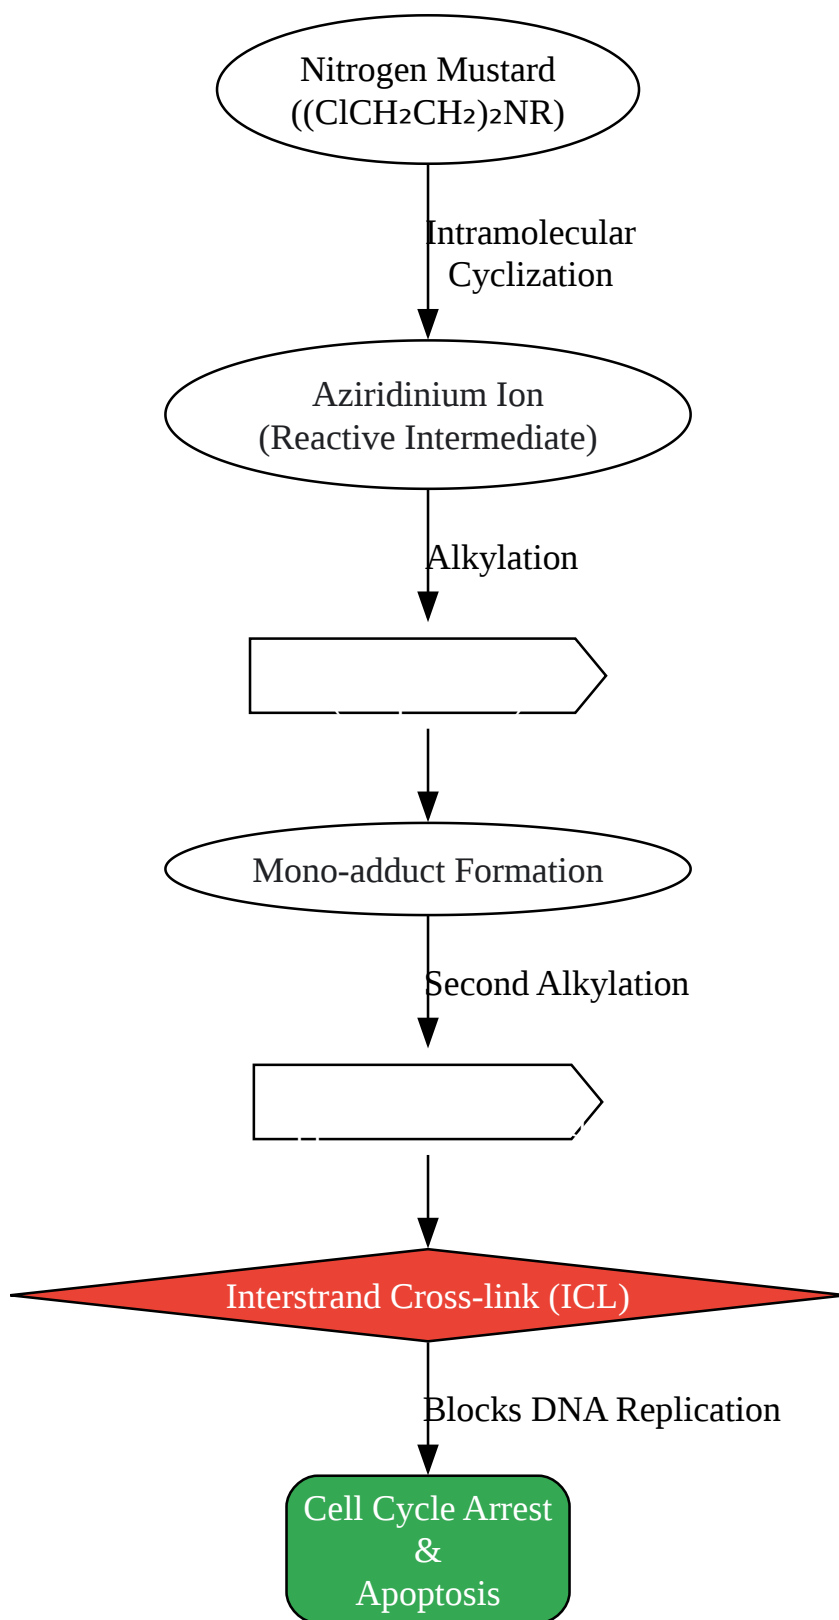 Nitrogen Mustard
((ClCH₂CH₂)₂NR)
Intramolecular
Cyclization
Aziridinium Ion
(Reactive Intermediate)
Alkylation
Mono-adduct Formation
Second Alkylation
Interstrand Cross-link (ICL)
Blocks DNA Replication
Cell Cycle Arrest
&
Apoptosis